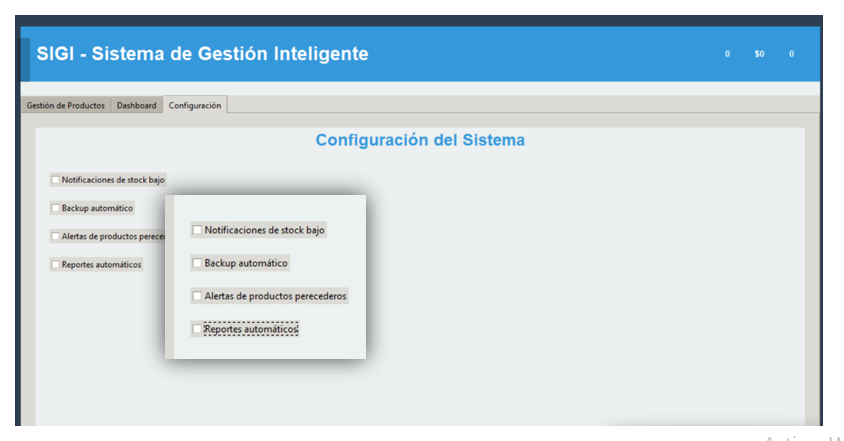 SIGI - Sistema de Gestión Inteligente
0 $0 0
Gestión de Productos Dashboard Configuración
Configuración del Sistema
Notificaciones de stock bajo
Backup automático
Alertas de productos
Reportes automáticos
Notificaciones de stock bajo
Backup automático
Alertas de productos perecederos
Reportes automáticos